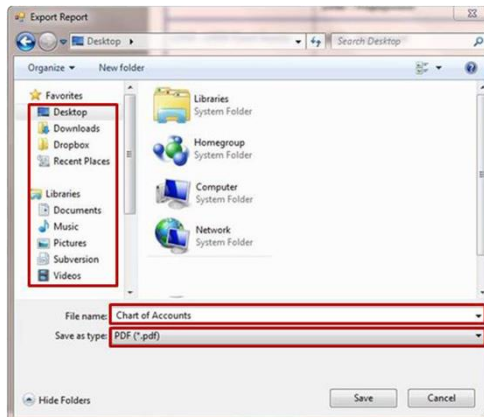 Export Report
Desktop
Search Desktop
Organize
New folder
Favorites
Desktop
Downloads
Dropbox
Recent Places
Libraries
Documents
Music
Pictures
Subversion
Videos
Libraries
System Folder
Homegroup
System Folder
Computer
System Folder
Network
System Folder
File name: Chart of Accounts
Save as type: PDF (*.pdf)
Hide Folders
Save
Cancel